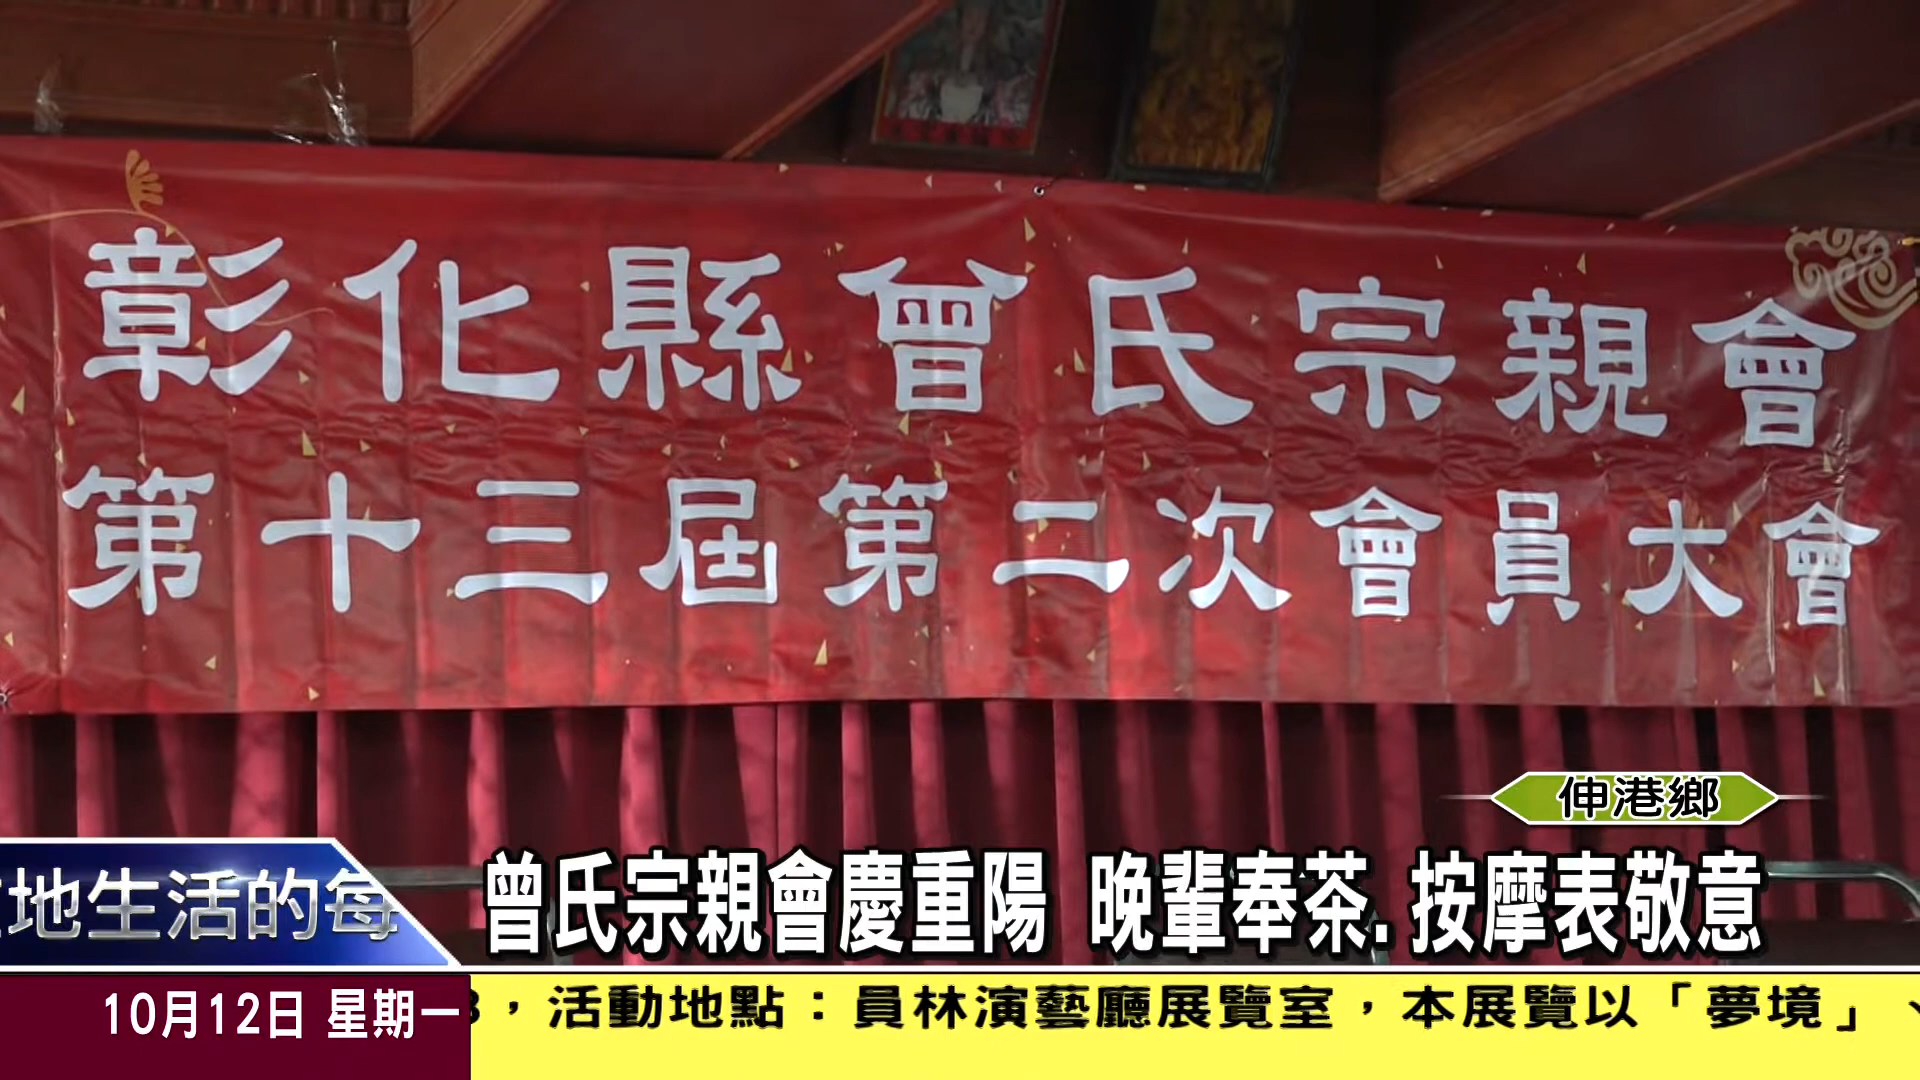 彰化縣曾氏宗親會
第十三屆第二次會員大會
伸港鄉
地生活的每
曾氏宗親會慶重陽 晚輩奉茶.按摩表敬意
10月12日 星期一
，活動地點：員林演藝廳展覽室，本展覽以「夢境」、